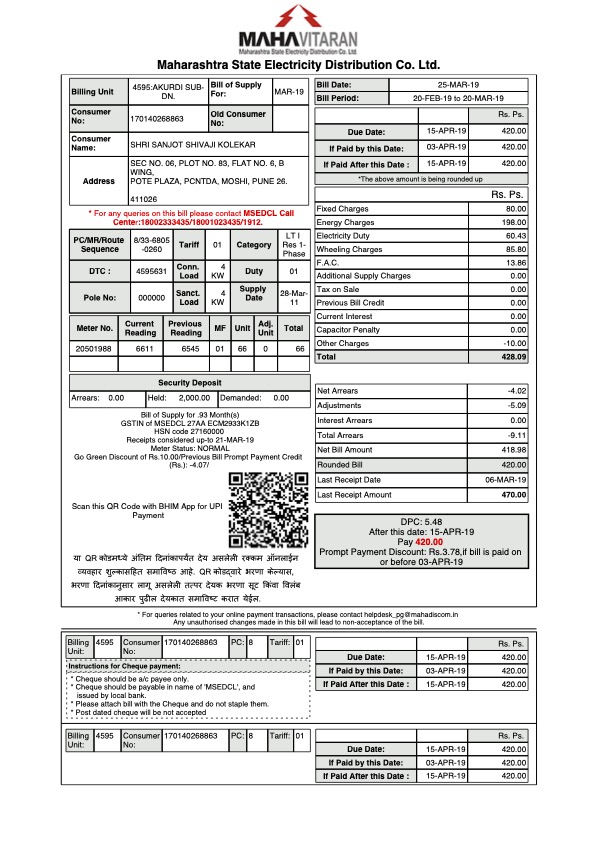 MAHAVITARAN
Maharashtra State Electricity Distribution Co. Ltd.
Maharashtra State Electricity Distribution Co. Ltd.
Billing Unit 4595:AKURDI SUB-DN. Bill of Supply For: MAR-19
Consumer No: 170140268863 Old Consumer No:
Consumer Name: SHRI SANJOT SHIVAJI KOLEKAR
Address SEC NO. 06, PLOT NO. 83, FLAT NO. 6, B
WING,
POTE PLAZA, PCNTDA, MOSHI, PUNE 26.
411026
* For any queries on this bill please contact MSEDCL Call
Center:18002333435/18001023435/1912.
PC/MR/Route Sequence 8/33-6805-0260 Tariff 01 Category LT I Res 1-Phase
DTC : 4595631 Conn. Load 4 KW Duty 01
Pole No: 000000 Sanct. Load 4 KW Supply Date 28-Mar-11
Meter No. Current Reading Previous Reading MF Unit Adj. Unit Total
20501988 6611 6545 01 66 0 66
Security Deposit
Arrears: 0.00 Held: 2,000.00 Demanded: 0.00
Bill of Supply for .93 Month(s)
GSTIN of MSEDCL 27AA ECM2933K1ZB
HSN code 27160000
Receipts considered up-to 21-MAR-19
Meter Status: NORMAL
Go Green Discount of Rs.10.00/Previous Bill Prompt Payment Credit
(Rs.): -4.07/
Scan this QR Code with BHIM App for UPI
Payment
या QR कोडमध्ये अंतिम दिनांकापर्यंत देय असलेली रक्कम ऑनलाईन
व्यवहार शुल्कासहित समाविष्ठ आहे. QR कोडद्वारे भरणा केल्यास,
भरणा दिनांकानुसार लागू असलेली तत्पर देयक भरणा सूट किंवा विलंब
आकार पुढील देयकात समाविष्ट करता येईल.
Bill Date: 25-MAR-19
Bill Period: 20-FEB-19 to 20-MAR-19
Rs. Ps.
Due Date: 15-APR-19 420.00
If Paid by this Date: 03-APR-19 420.00
If Paid After this Date : 15-APR-19 420.00
*The above amount is being rounded up
Rs. Ps.
Fixed Charges 80.00
Energy Charges 198.00
Electricity Duty 60.43
Wheeling Charges 85.80
F.A.C. 13.86
Additional Supply Charges 0.00
Tax on Sale 0.00
Previous Bill Credit 0.00
Current Interest 0.00
Capacitor Penalty 0.00
Other Charges -10.00
Total 428.09
Net Arrears -4.02
Adjustments -5.09
Interest Arrears 0.00
Total Arrears -9.11
Net Bill Amount 418.98
Rounded Bill 420.00
Last Receipt Date 06-MAR-19
Last Receipt Amount 470.00
DPC: 5.48
After this date: 15-APR-19
Pay 420.00
Prompt Payment Discount: Rs.3.78,if bill is paid on
or before 03-APR-19
* For queries related to your online payment transactions, please contact helpdesk_pg@mahadiscom.in
Any unauthorised changes made in this bill will lead to non-acceptance of the bill.
Billing Unit: 4595 Consumer No: 170140268863 PC: 8 Tariff: 01
Instructions for Cheque payment:
* Cheque should be a/c payee only.
* Cheque should be payable in name of 'MSEDCL', and
issued by local bank.
* Please attach bill with the Cheque and do not staple them.
* Post dated cheque will be not accepted
Rs. Ps.
Due Date: 15-APR-19 420.00
If Paid by this Date: 03-APR-19 420.00
If Paid After this Date : 15-APR-19 420.00
Billing Unit: 4595 Consumer No: 170140268863 PC: 8 Tariff: 01
Rs. Ps.
Due Date: 15-APR-19 420.00
If Paid by this Date: 03-APR-19 420.00
If Paid After this Date : 15-APR-19 420.00